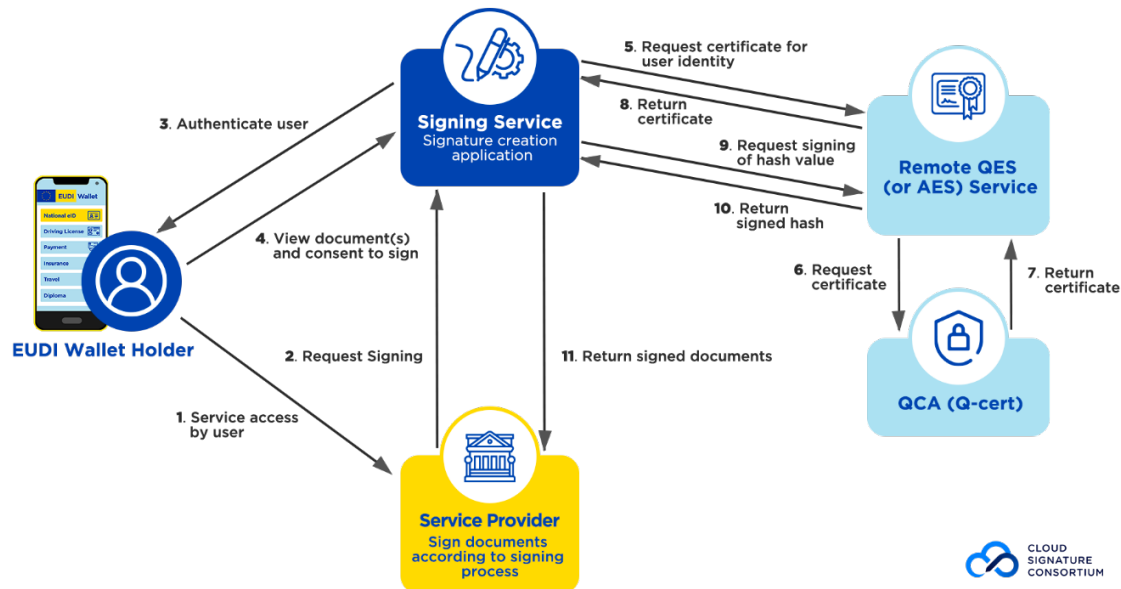 5. Request certificate for
user identity
8. Return
certificate
Signing Service
Signature creation
application
3. Authenticate user
9. Request signing
of hash value
Remote QES
(or AES) Service
10. Return
signed hash
EUDI Wallet
National eID
Driving License
Payment
Insurance
Travel
Diploma
4. View document(s)
and consent to sign
6. Request
certificate
7. Return
certificate
EUDI Wallet Holder
2. Request Signing
11. Return signed documents
QCA (Q-cert)
1. Service access
by user
Service Provider
Sign documents
according to signing
process
CLOUD
SIGNATURE
CONSORTIUM